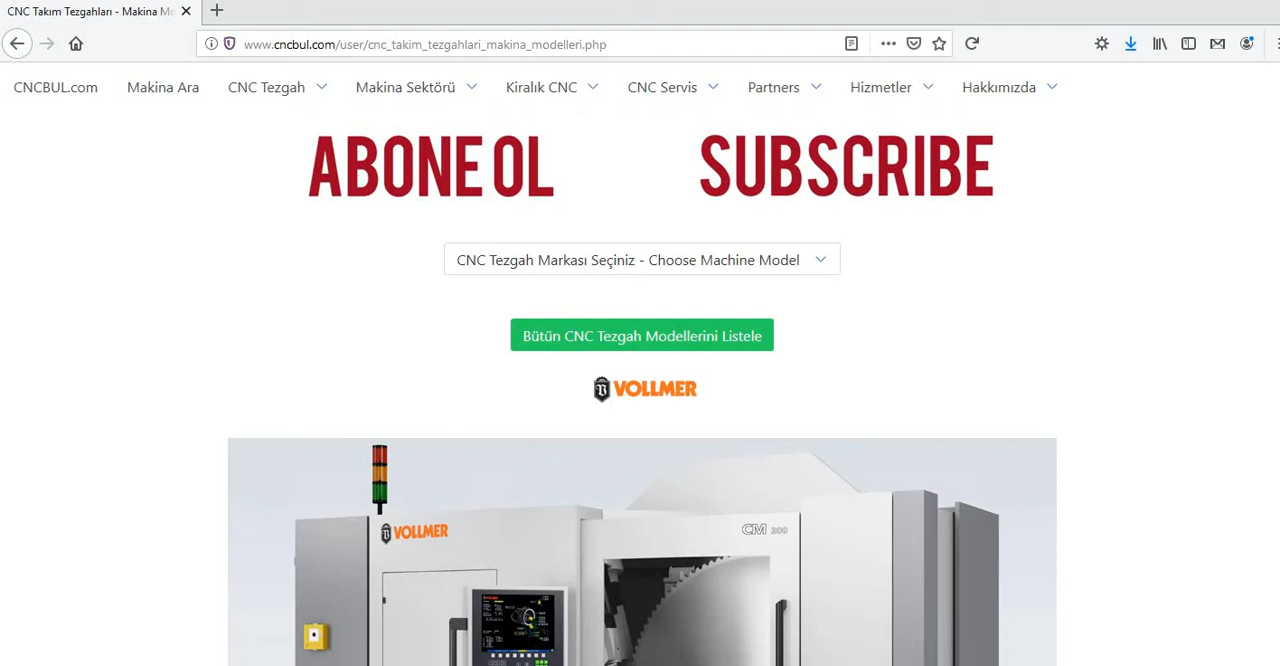 CNC Takım Tezgahları - Makina Mo
www.cncbul.com/user/cnc_takim_tezgahlari_makina_modelleri.php
CNCBUL.com Makina Ara CNC Tezgah Makina Sektörü Kiralık CNC CNC Servis Partners Hizmetler Hakkımızda
ABONE OL SUBSCRIBE
CNC Tezgah Markası Seçiniz - Choose Machine Model
Bütün CNC Tezgah Modellerini Listele
VOLLMER
VOLLMER CM 300